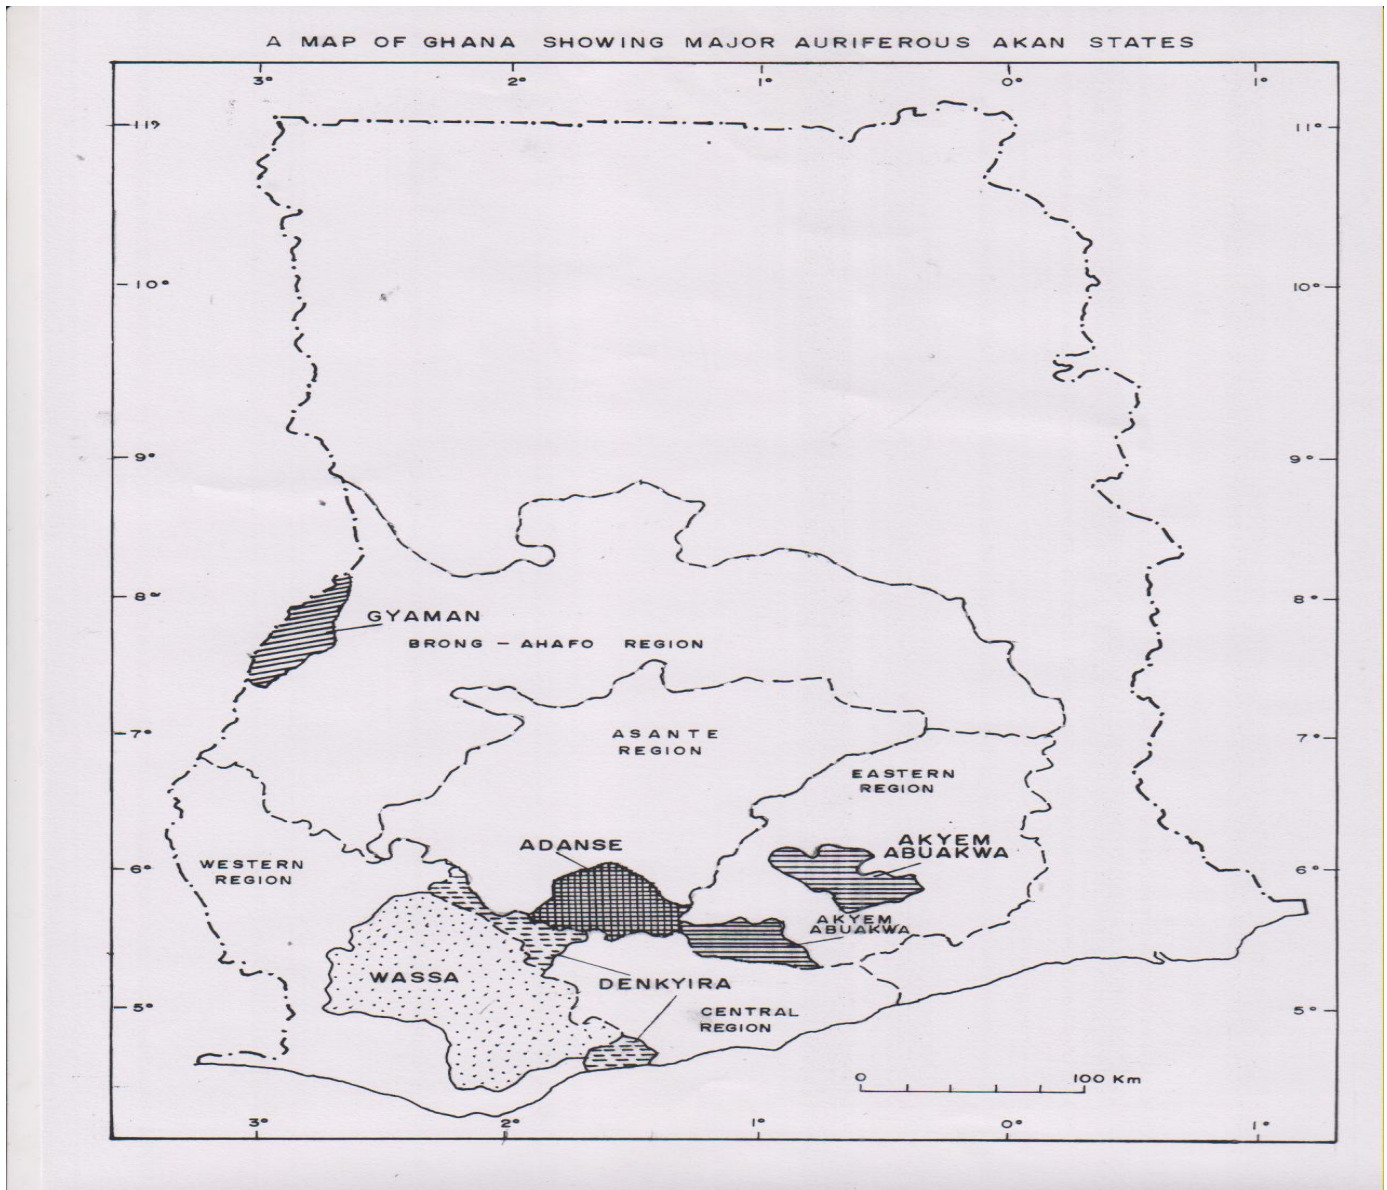 A MAP OF GHANA SHOWING MAJOR AURIFEROUS AKAN STATES
3° 2° 1° 0° 1°
11° 11°
10° 10°
9° 9°
8° 8°
GYAMAN
BRONG - AHAFO REGION
7° 7°
ASANTE
REGION
EASTERN
REGION
ADANSE
AKYEM
ABUAKWA
WESTERN
REGION
6° 6°
AKYEM
ABUAKWA
WASSA
DENKYIRA
5° 5°
CENTRAL
REGION
0 100 Km
3° 2° 1° 0° 1°